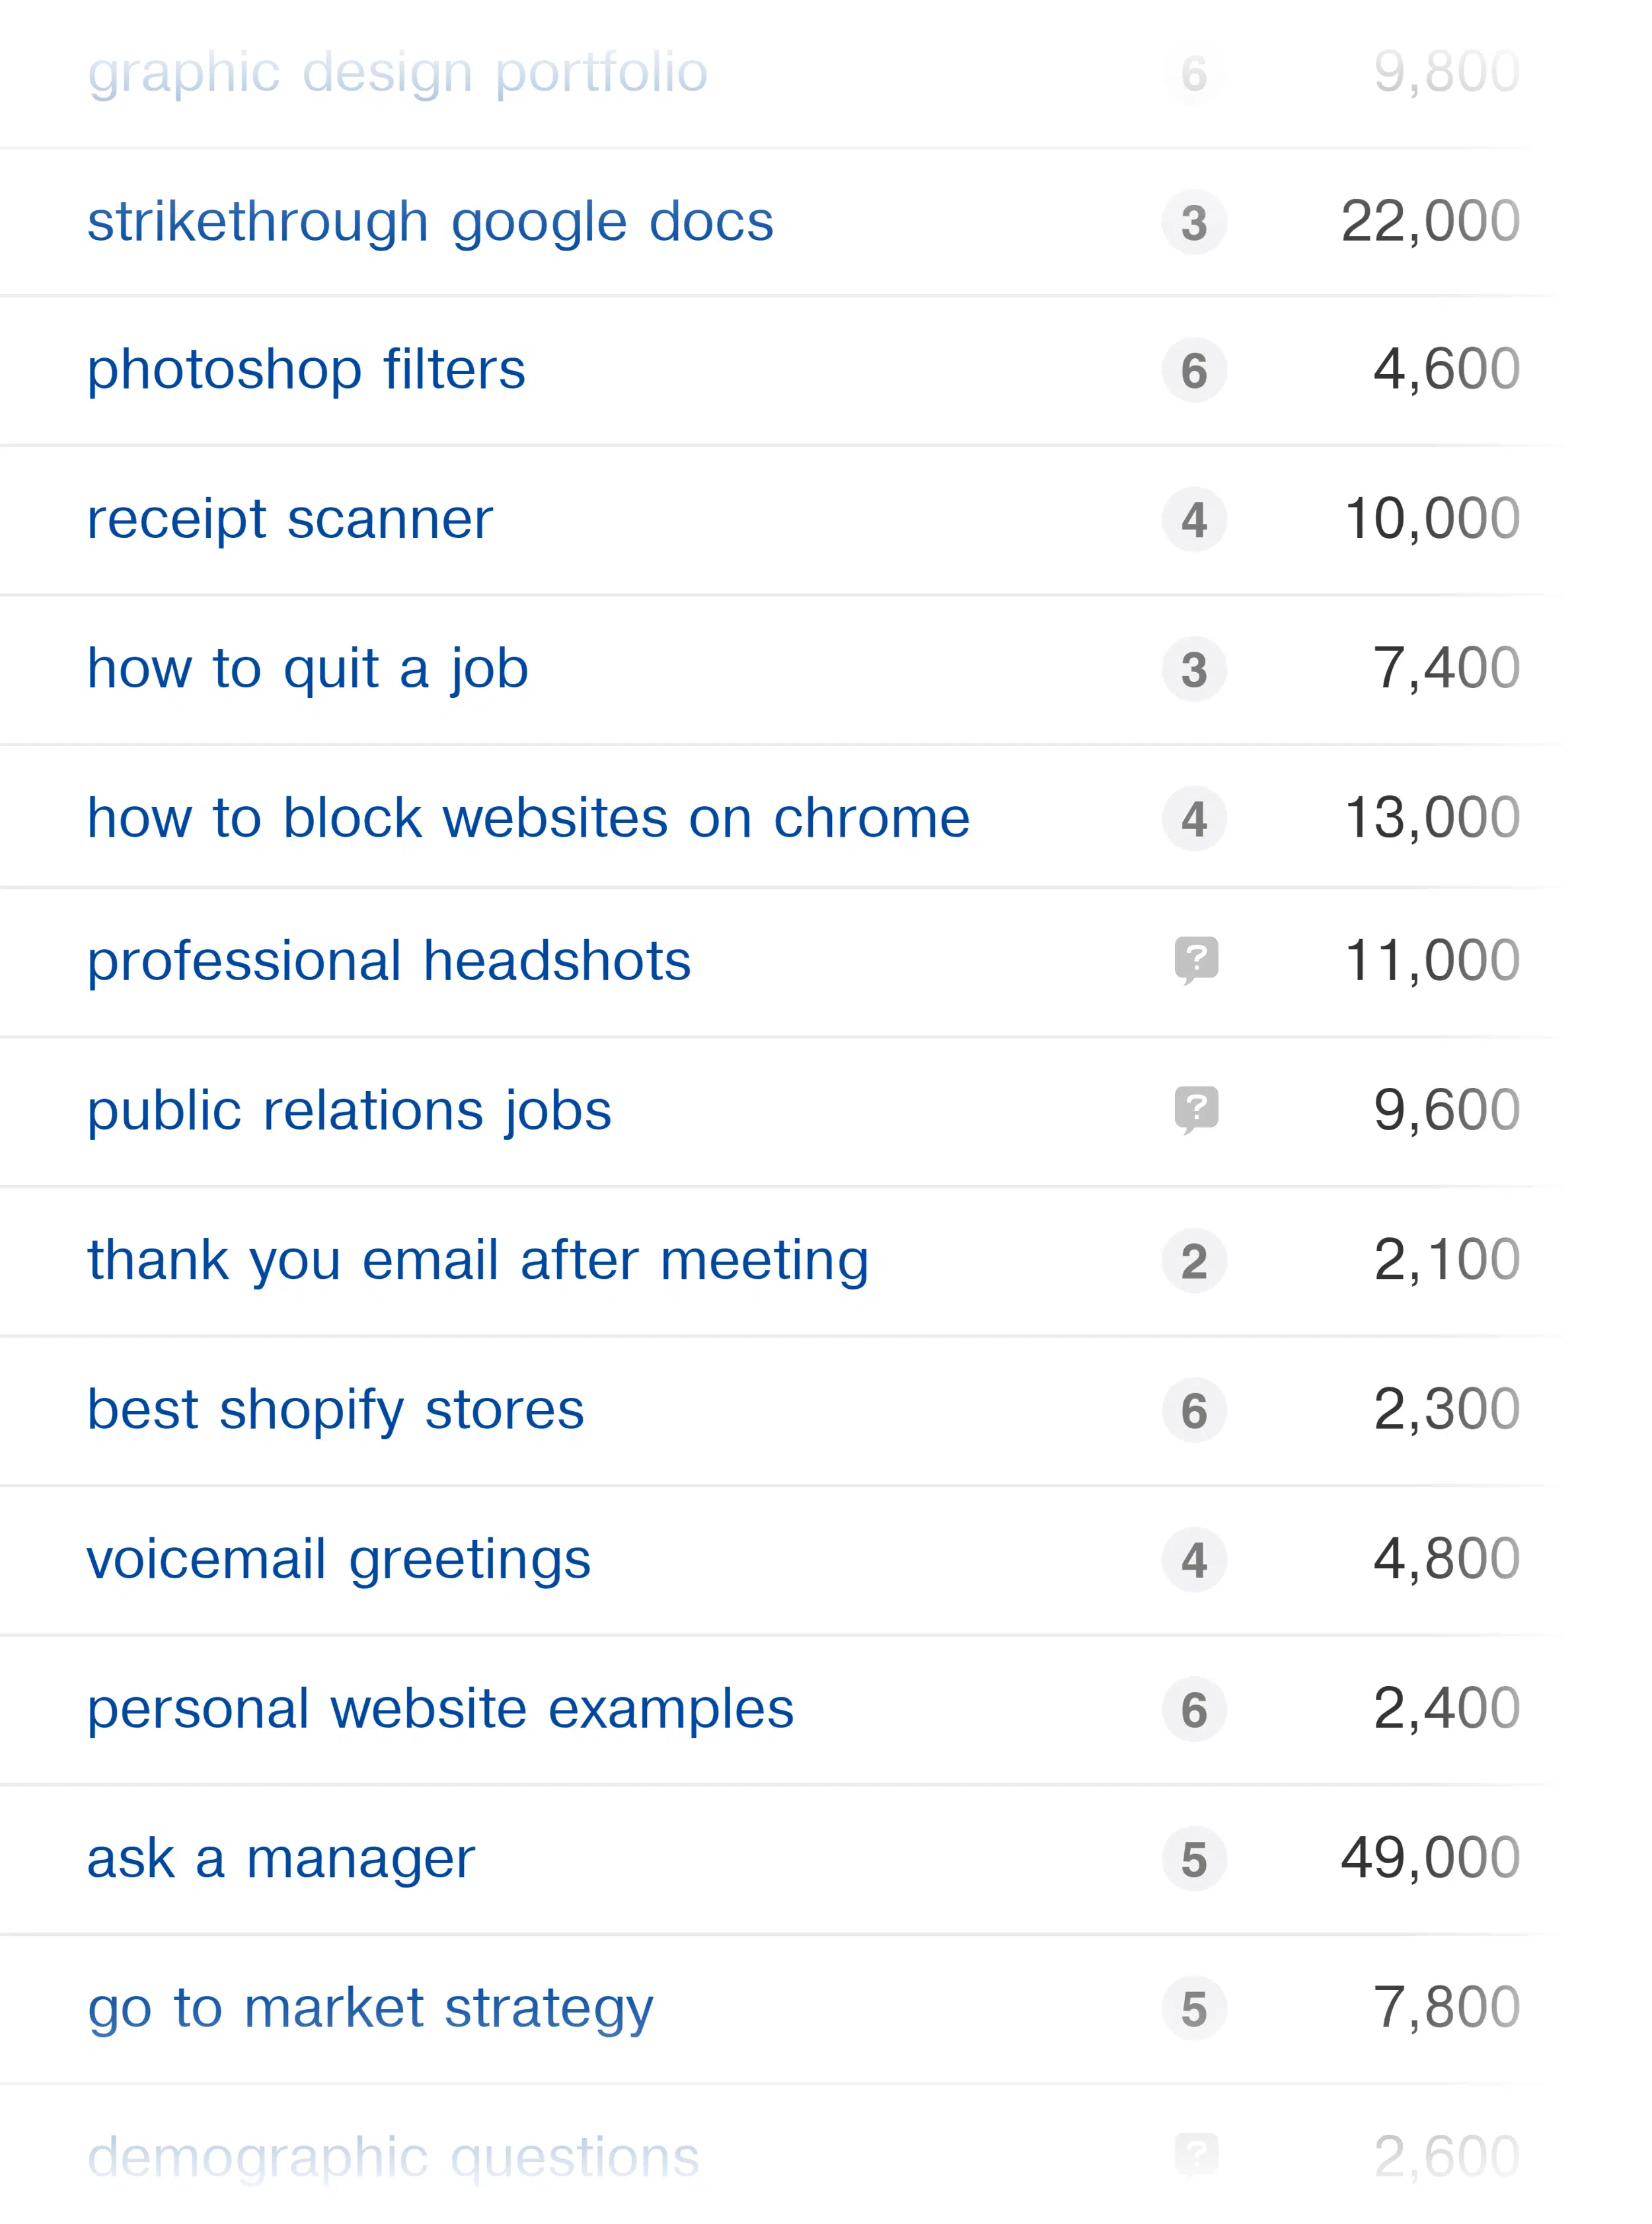 graphic design portfolio 6 9,800
strikethrough google docs 3 22,000
photoshop filters 6 4,600
receipt scanner 4 10,000
how to quit a job 3 7,400
how to block websites on chrome 4 13,000
professional headshots ? 11,000
public relations jobs ? 9,600
thank you email after meeting 2 2,100
best shopify stores 6 2,300
voicemail greetings 4 4,800
personal website examples 6 2,400
ask a manager 5 49,000
go to market strategy 5 7,800
demographic questions ? 2,600